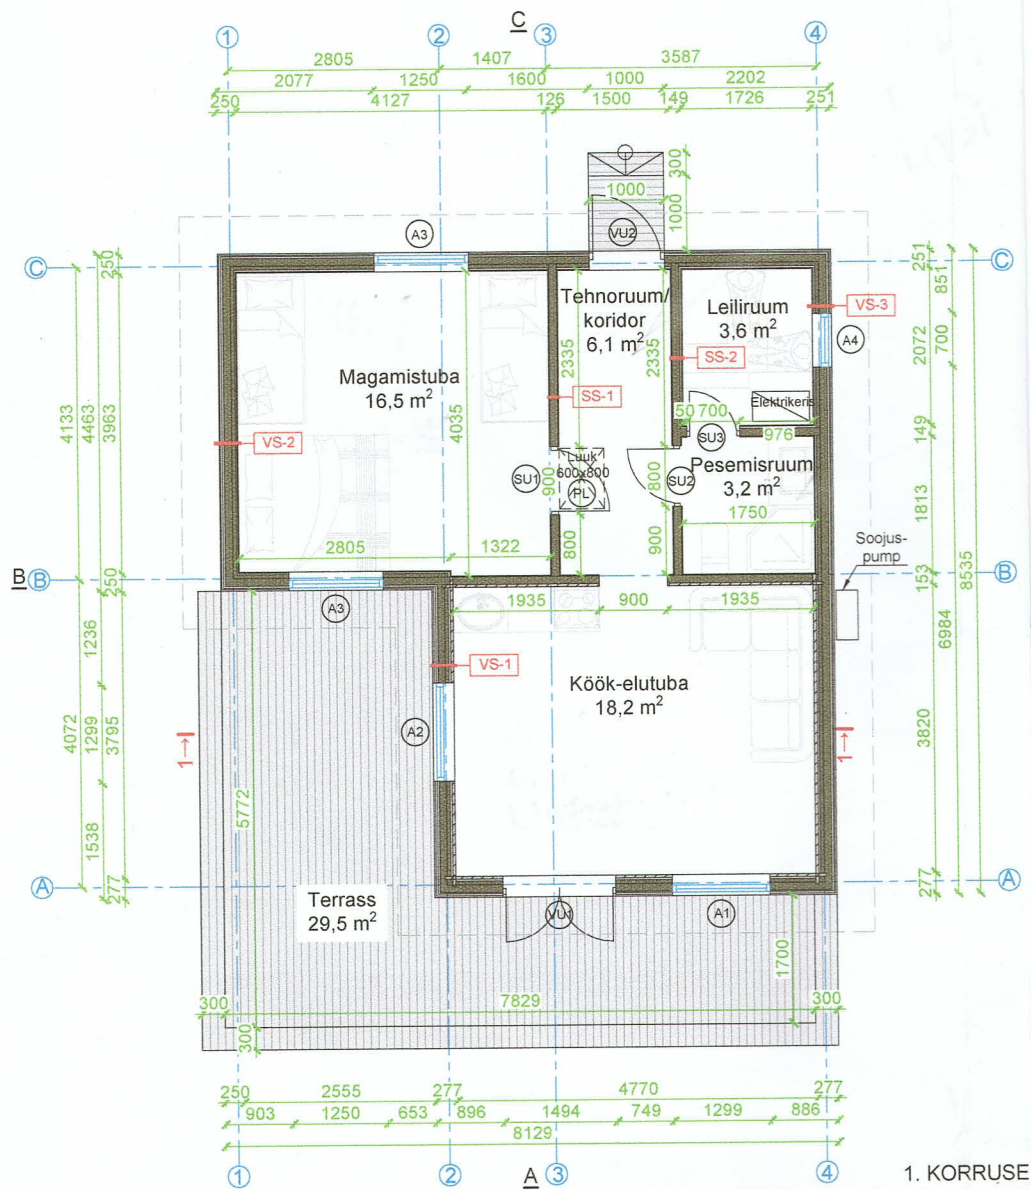 C
1 2 3 4
2805 1407 3587
2077 1250 1600 1000 2202
250 4127 126 1500 149 1726 251
300
1000
1000
A3
VU2
C
C
250
251
851
Tehnoruum/
koridor
6,1 m²
Leiliruum
3,6 m²
VS-3
A4
2072
700
2335
2335
SS-2
Magamistuba
16,5 m²
SS-1
4035
4133
4463
3963
Elektrikeris
50 700
976
149
VS-2
SU3
Luuk
600x800
PL
SU1
900
SU2
800
Pesemisruum
3,2 m²
1813
1750
2805 1322
800
900
Soojus-
pump
B
B
B
250
153
8535
A3
1935 900 1935
1236
6984
VS-1
Köök-elutuba
18,2 m²
A2
4072
1299
3795
3820
1
1
5772
1538
A
A
277
277
Terrass
29,5 m²
VU1
A1
1700
300 7829 300
300
250 2555 277 4770 277
903 1250 653 896 1494 749 1299 886
8129
1 2 3 4
A
1. KORRUSE